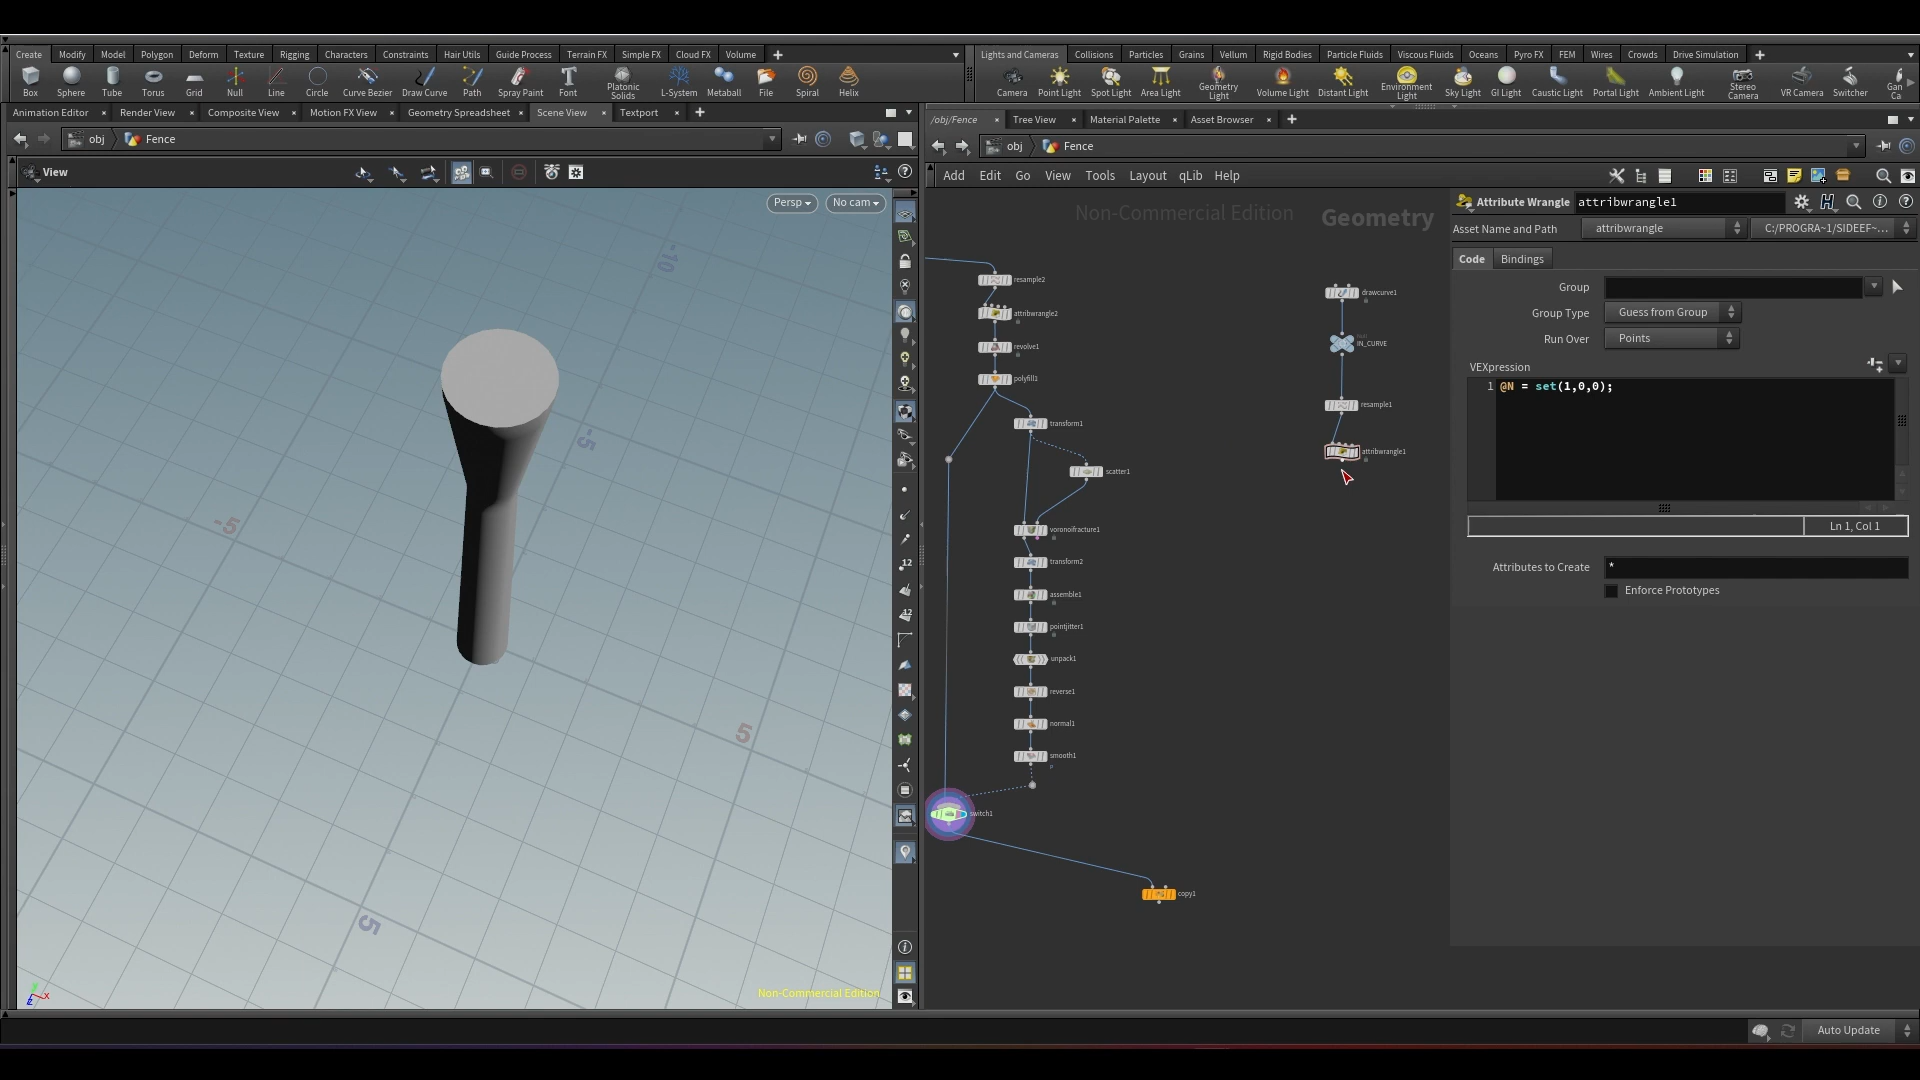 Create Modify Model Polygon Deform Texture Rigging Characters Constraints Hair Utils Guide Process Terrain FX Simple FX Cloud FX Volume
Lights and Cameras Collisions Particles Grains Vellum Rigid Bodies Particle Fluids Viscous Fluids Oceans Pyro FX FEM Wires Crowds Drive Simulation
Box Sphere Tube Torus Grid Null Line Circle Curve Bezier Draw Curve Path Spray Paint Font Platonic Solids L-System Metaball File Spiral Helix
Camera Point Light Spot Light Area Light Geometry Light Volume Light Distant Light Environment Light Sky Light GI Light Caustic Light Portal Light Ambient Light Stereo Camera VR Camera Switcher
Animation Editor Render View Composite View Motion FX View Geometry Spreadsheet Scene View Textport
/obj/Fence Tree View Material Palette Asset Browser
obj Fence
obj Fence
View
Add Edit Go View Tools Layout qLib Help
Persp No cam
Non-Commercial Edition Geometry
Attribute Wrangle attribwrangle1
Asset Name and Path attribwrangle C:/PROGRA~1/SIDEEF~...
Code Bindings
Group
Group Type Guess from Group
Run Over Points
VEXpression
1 @N = set(1,0,0);
Ln 1, Col 1
Attributes to Create *
Enforce Prototypes
resample2
attribwrangle2
revolve1
polyfill1
transform1
scatter1
voronoifracture1
transform2
assemble1
pointjitter1
unpack1
reverse1
normal1
smooth1
switch1
copy1
drawcurve1
IN_CURVE
resample1
attribwrangle1
-10
-5
-5
5
5
12
12
Non-Commercial Edition
Auto Update